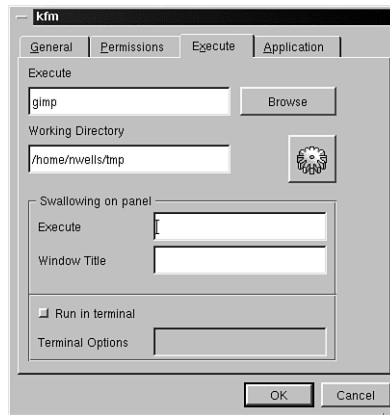 kfm
General Permissions Execute Application
Execute
gimp Browse
Working Directory
/home/nwells/tmp
Swallowing on panel
Execute
Window Title
Run in terminal
Terminal Options
OK Cancel